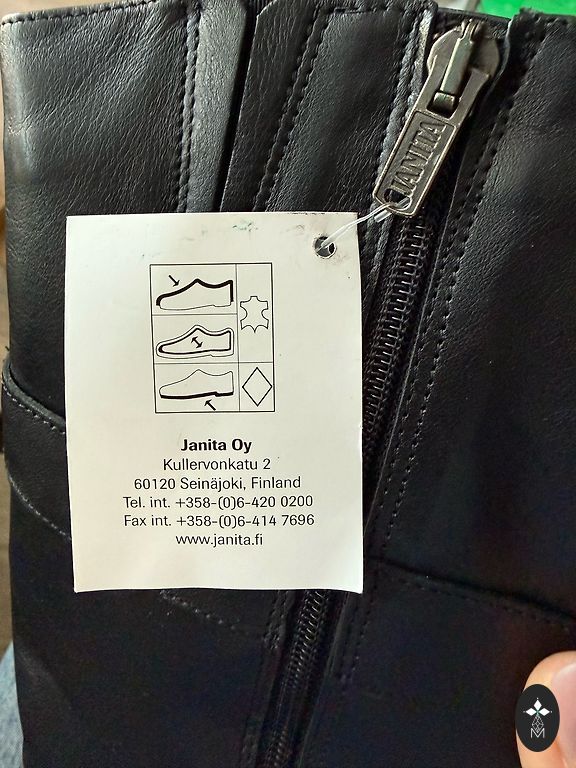 JANITA
Janita Oy
Kullervonkatu 2
60120 Seinäjoki, Finland
Tel. int. +358-(0)6-420 0200
Fax int. +358-(0)6-414 7696
www.janita.fi
M